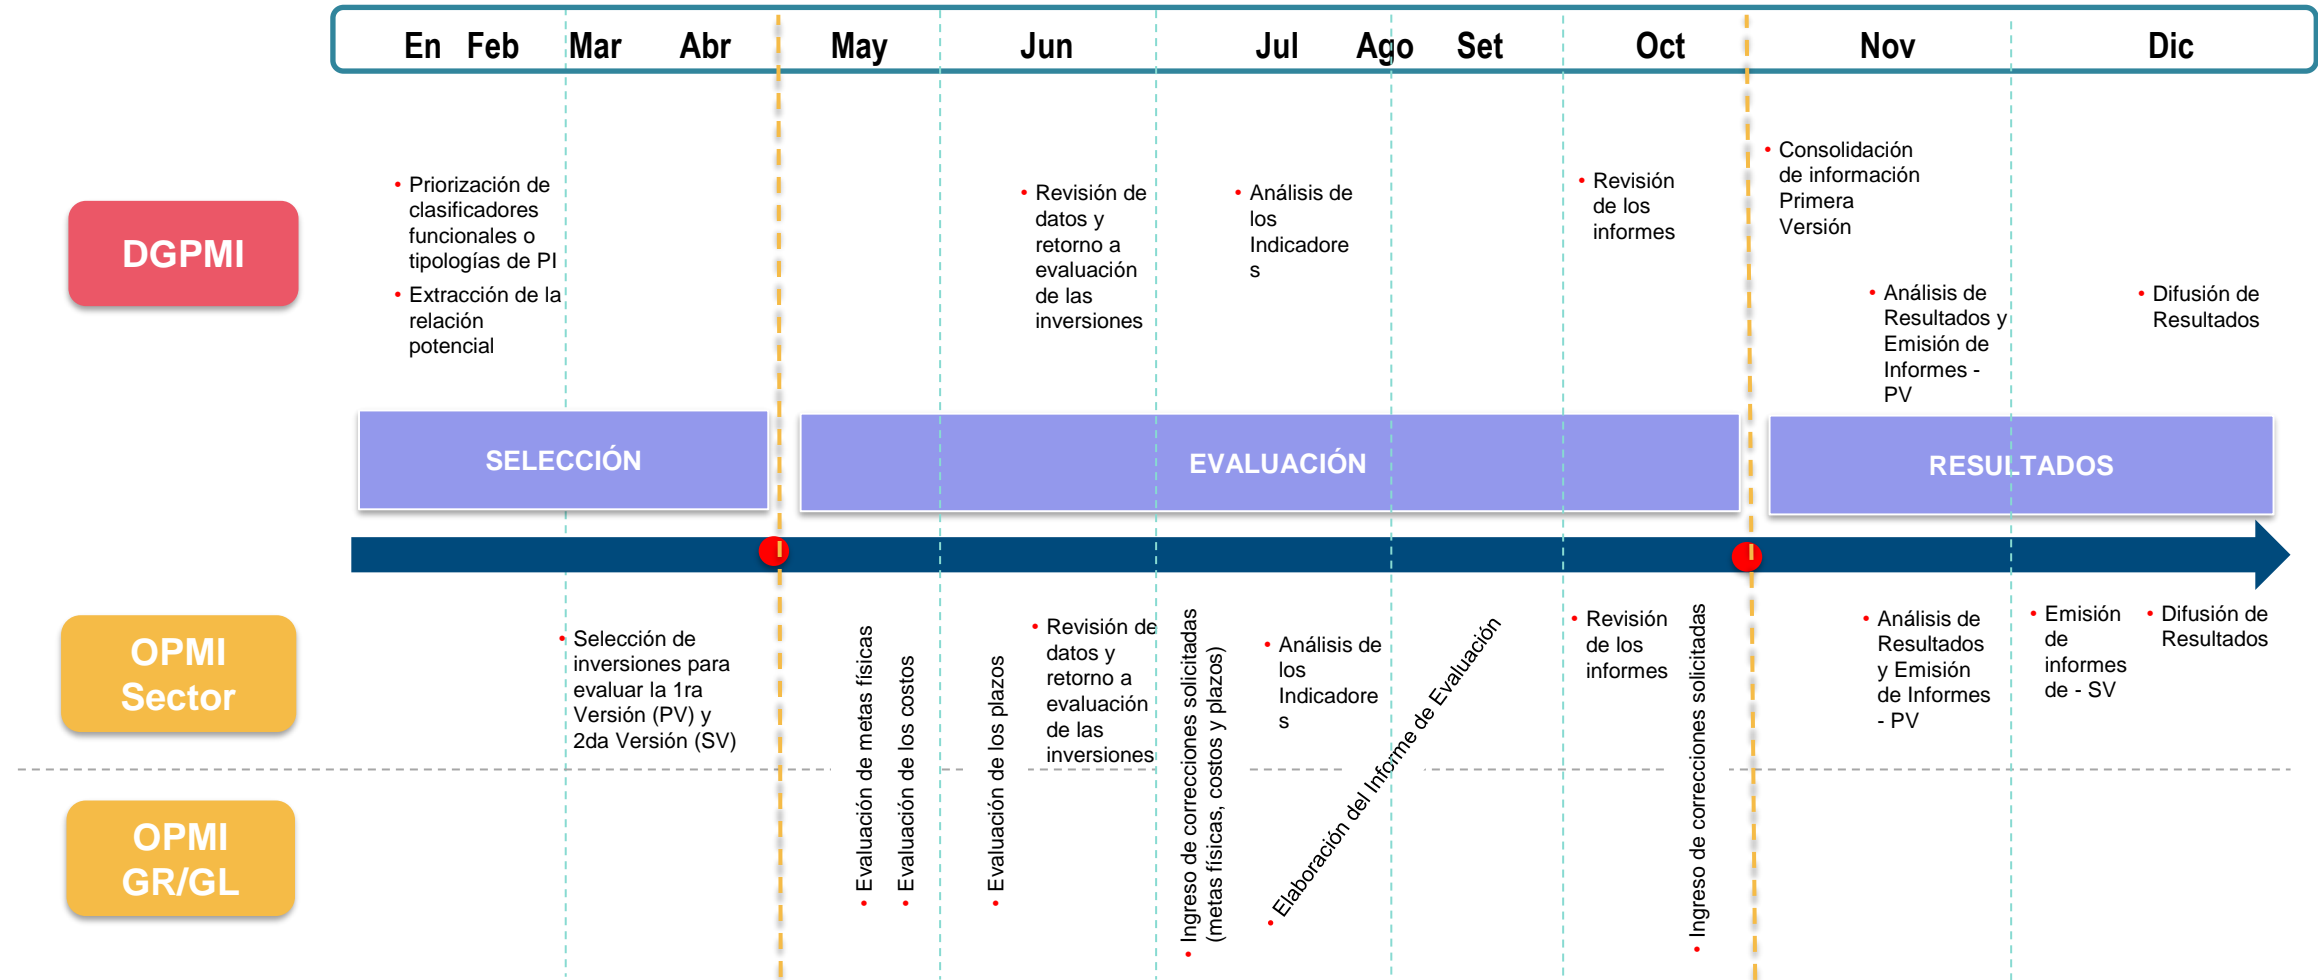 En Feb Mar Abr May Jun Jul Ago Set Oct Nov Dic
DGPMI
• Priorización de
clasificadores
funcionales o
tipologías de PI
• Extracción de la
relación
potencial
• Revisión de
datos y
retorno a
evaluación
de las
inversiones
• Análisis de
los
Indicadore
s
• Revisión
de los
informes
• Consolidación
de información
Primera
Versión
• Análisis de
Resultados y
Emisión de
Informes -
PV
• Difusión de
Resultados
SELECCIÓN
EVALUACIÓN
RESULTADOS
OPMI
Sector
• Selección de
inversiones para
evaluar la 1ra
Versión (PV) y
2da Versión (SV)
• Evaluación de metas físicas
• Evaluación de los costos
• Evaluación de los plazos
• Revisión de
datos y
retorno a
evaluación
de las
inversiones
• Ingreso de correcciones solicitadas
(metas físicas, costos y plazos)
• Análisis de
los
Indicadore
s
• Elaboración del Informe de Evaluación
• Revisión
de los
informes
• Ingreso de correcciones solicitadas
• Análisis de
Resultados
y Emisión
de Informes
- PV
• Emisión
de
informes
de - SV
• Difusión de
Resultados
OPMI
GR/GL